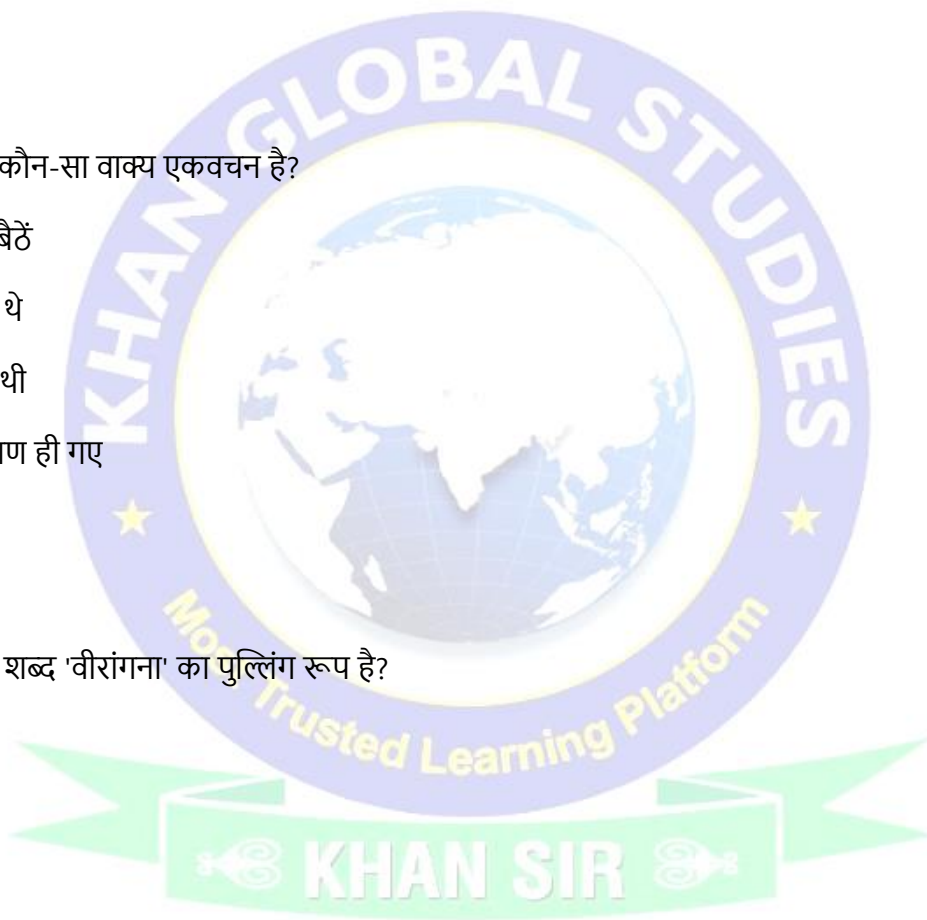 कौन-सा वाक्य एकवचन है?
बैठें
थे
थी
ण ही गए
शब्द 'वीरांगना' का पुल्लिंग रूप है?
KHAN GLOBAL STUDIES
Most Trusted Learning Platform
KHAN SIR